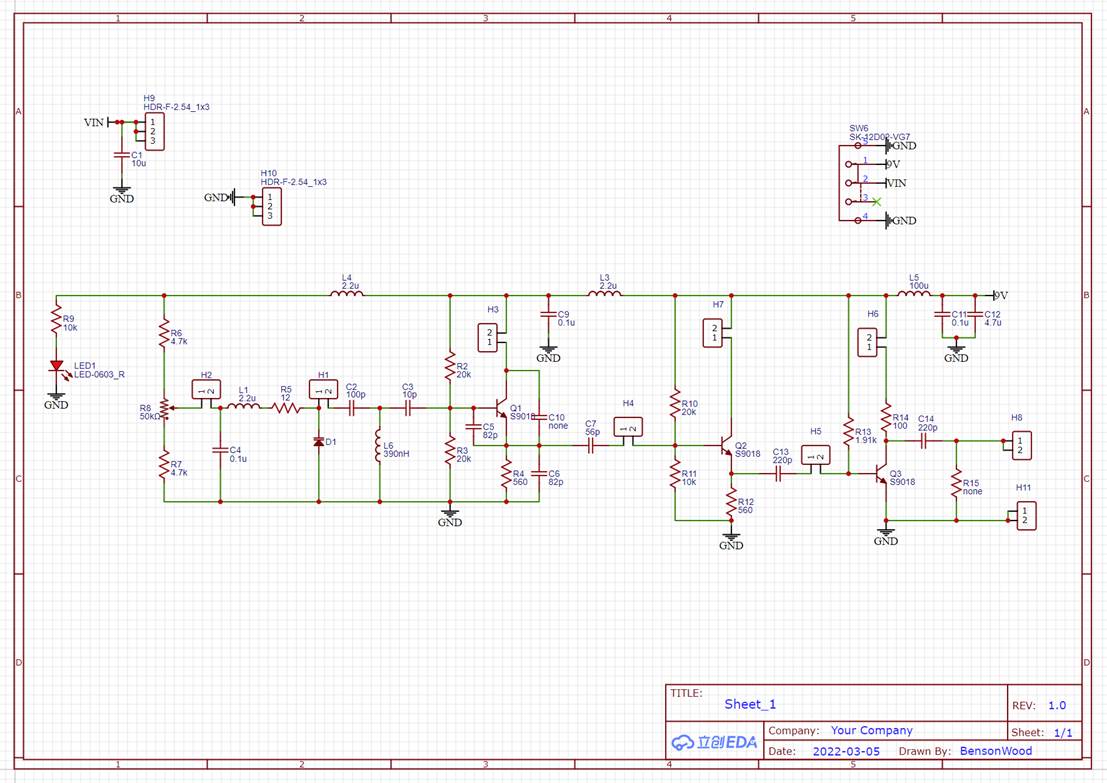 1 2 3 4 5
A
A
H9
HDR-F-2.54_1x3
VIN
1
2
3
C1
10u
GND
H10
HDR-F-2.54_1x3
GND
1
2
3
SW6
SK-12D02-VG7
5 GND
1 9V
2 VIN
3
4 GND
B
B
R9
10k
LED1
LED-0603_R
GND
R6
4.7k
R8
50kΩ
R7
4.7k
H2
1 2
L1
2.2u
C4
0.1u
R5
12
H1
1 2
D1
L4
2.2u
C2
100p
L6
390nH
C3
10p
R2
20k
R3
20k
GND
C5
82p
H3
2
1
Q1
S9018
C10
none
R4
560
C6
82p
C9
0.1u
GND
L3
2.2u
C7
56p
H4
1 2
R10
20k
R11
10k
H7
2
1
Q2
S9018
R12
560
GND
C13
220p
H5
1 2
R13
1.91k
H6
2
1
R14
100
Q3
S9018
GND
L5
100u
9V
C11
0.1u
C12
4.7u
GND
C14
220p
R15
none
H8
1
2
H11
1
2
C
C
D
D
TITLE:
Sheet_1
REV: 1.0
立创EDA
Company: Your Company
Sheet: 1/1
Date: 2022-03-05 Drawn By: BensonWood
1 2 3 4 5